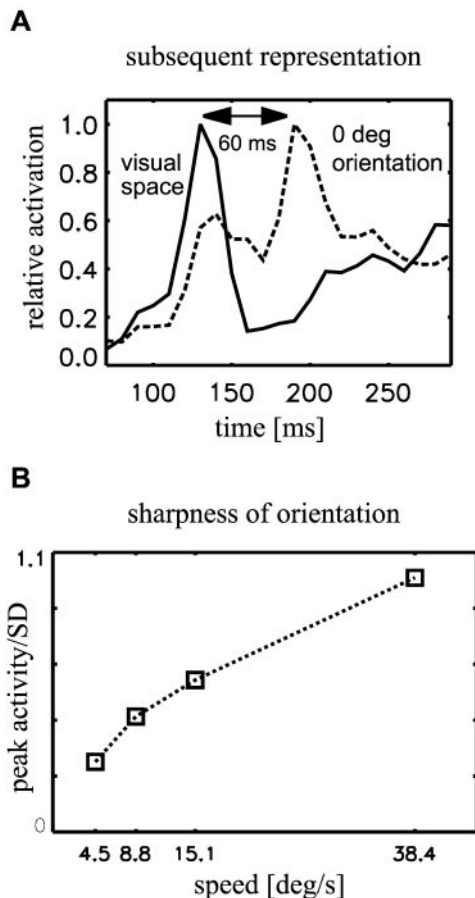 A
subsequent representation
1.0
0.8
0.6
0.4
0.2
0.0
relative activation
visual
space
60 ms
0 deg
orientation
100
150
200
250
time [ms]
B
sharpness of orientation
1.1
0
peak activity/SD
4.5
8.8
15.1
38.4
speed [deg/s]